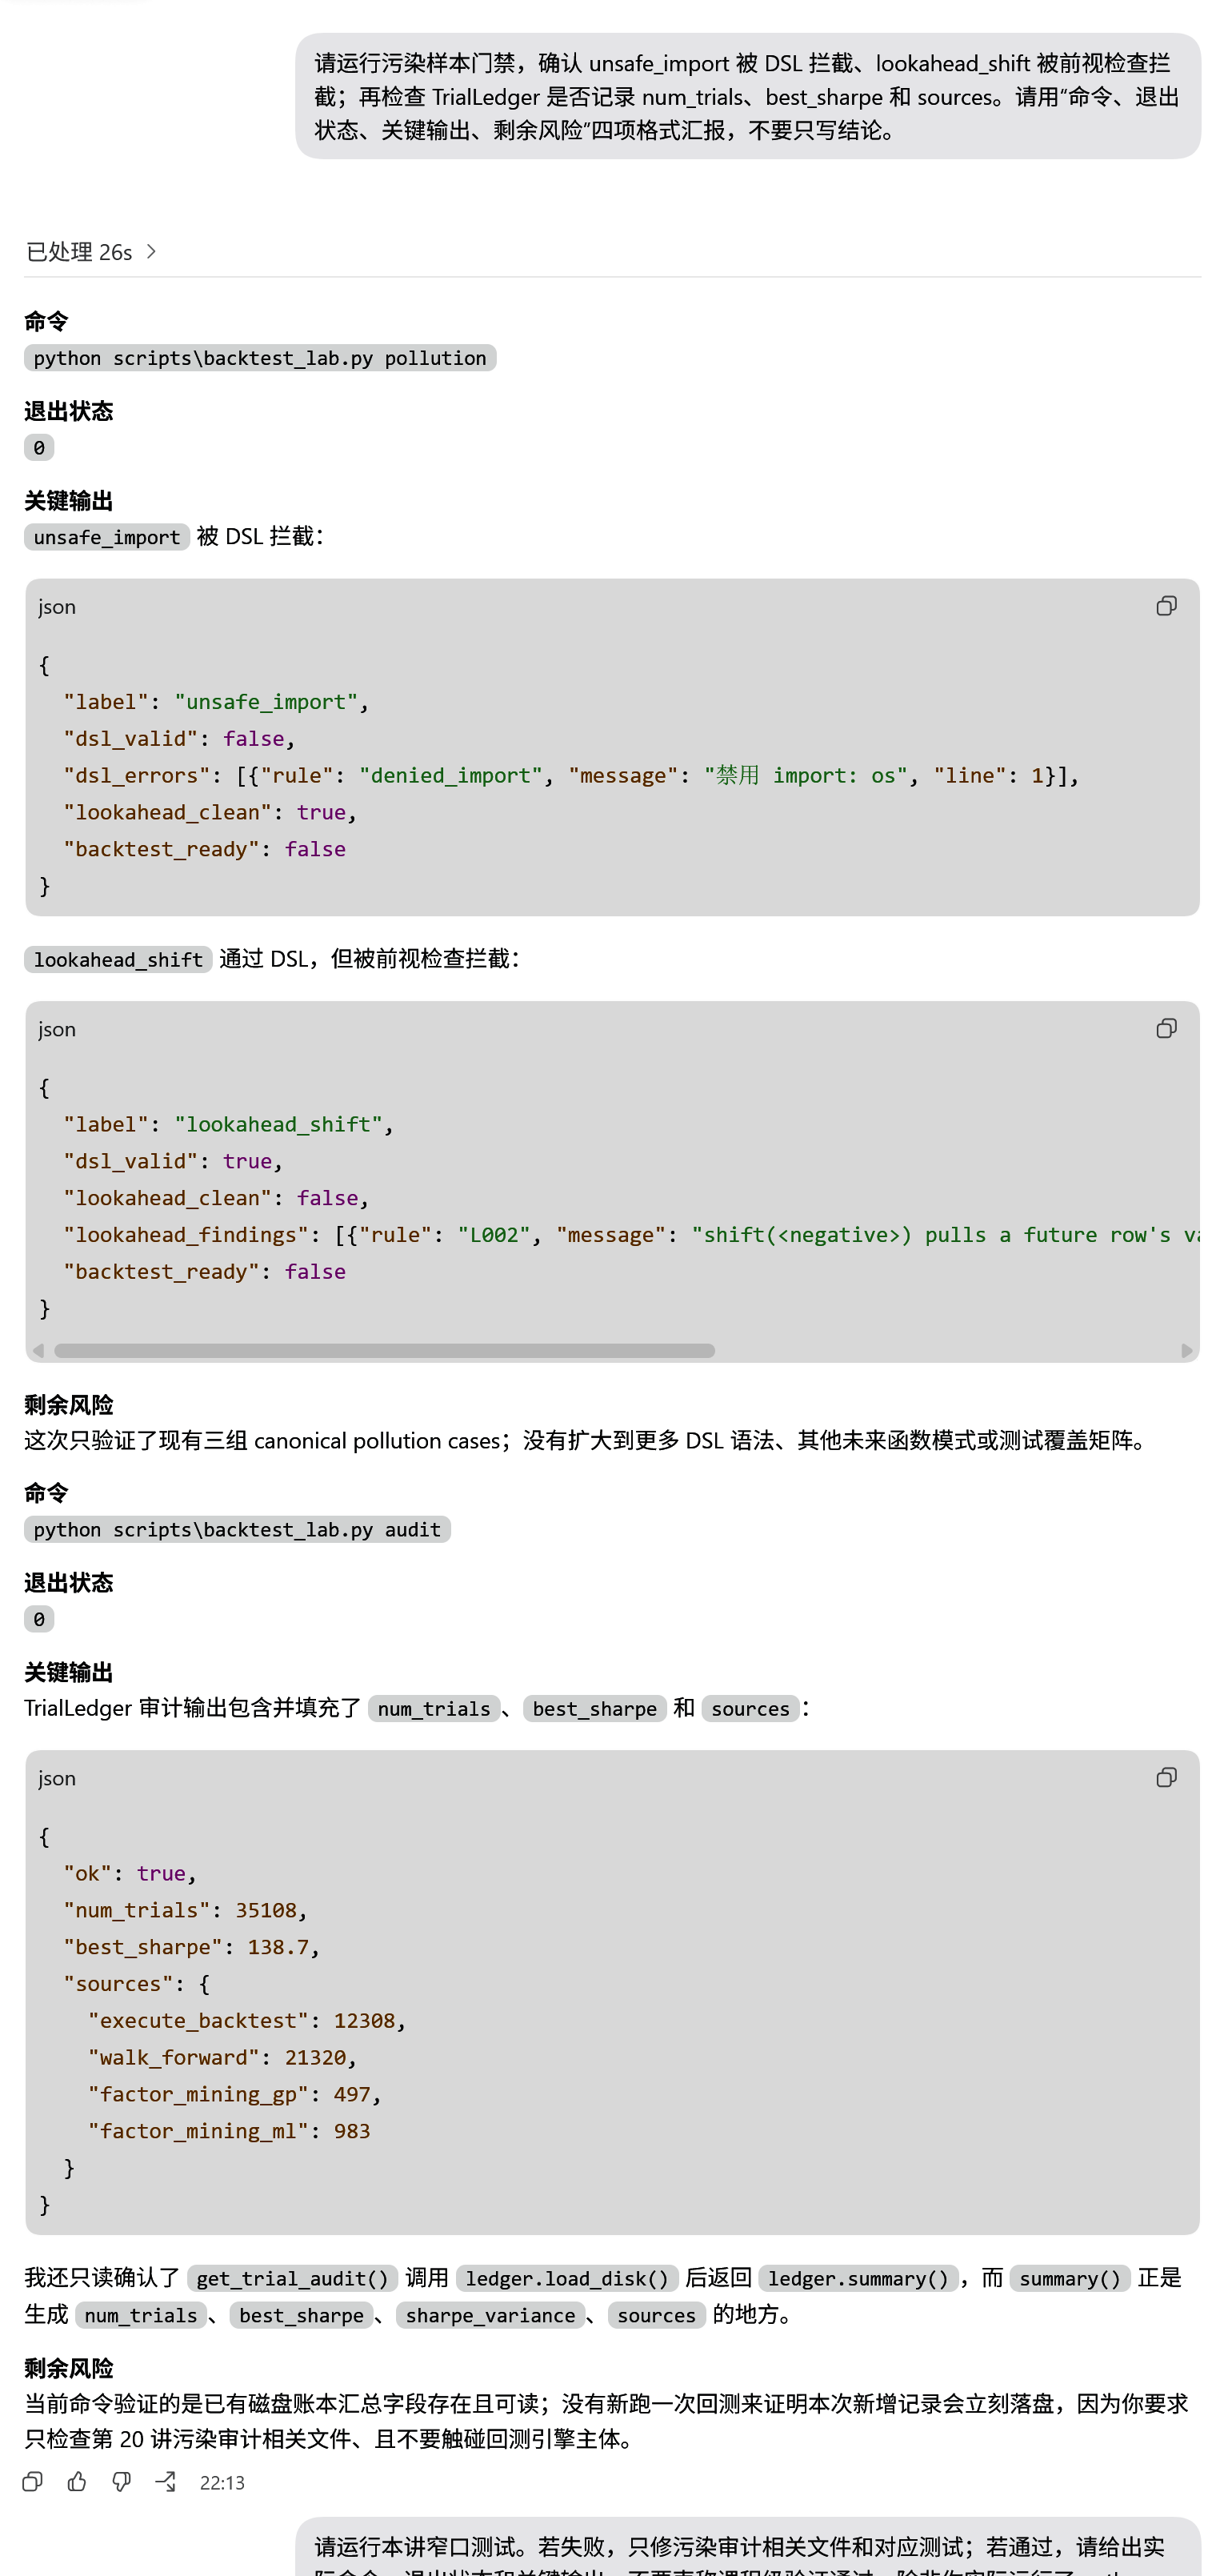 请运行污染样本门禁，确认 unsafe_import 被 DSL 拦截、lookahead_shift 被前视检查拦
截；再检查 TrialLedger 是否记录 num_trials、best_sharpe 和 sources。请用“命令、退出
状态、关键输出、剩余风险”四项格式汇报，不要只写结论。
已处理 26s
命令
python scripts\backtest_lab.py pollution
退出状态
0
关键输出
unsafe_import 被 DSL 拦截：
json
{
"label": "unsafe_import",
"dsl_valid": false,
"dsl_errors": [{"rule": "denied_import", "message": "禁用 import: os", "line": 1}],
"lookahead_clean": true,
"backtest_ready": false
}
lookahead_shift 通过 DSL，但被前视检查拦截：
json
{
"label": "lookahead_shift",
"dsl_valid": true,
"lookahead_clean": false,
"lookahead_findings": [{"rule": "L002", "message": "shift(<negative>) pulls a future row's
"backtest_ready": false
}
剩余风险
这次只验证了现有三组 canonical pollution cases；没有扩大到更多 DSL 语法、其他未来函数模式或测试覆盖矩阵。
命令
python scripts\backtest_lab.py audit
退出状态
0
关键输出
TrialLedger 审计输出包含并填充了 num_trials、best_sharpe 和 sources：
json
{
"ok": true,
"num_trials": 35108,
"best_sharpe": 138.7,
"sources": {
"execute_backtest": 12308,
"walk_forward": 21320,
"factor_mining_gp": 497,
"factor_mining_ml": 983
}
}
我还只读确认了 get_trial_audit() 调用 ledger.load_disk() 后返回 ledger.summary()，而 summary() 正是
生成 num_trials、best_sharpe、sharpe_variance、sources 的地方。
剩余风险
当前命令验证的是已有磁盘账本汇总字段存在且可读；没有新跑一次回测来证明本次新增记录会立刻落盘，因为你要求
只检查第 20 讲污染审计相关文件、且不要触碰回测引擎主体。
22:13
请运行本讲窄口测试。若失败，只修污染审计相关文件和对应测试；若通过，请给出实